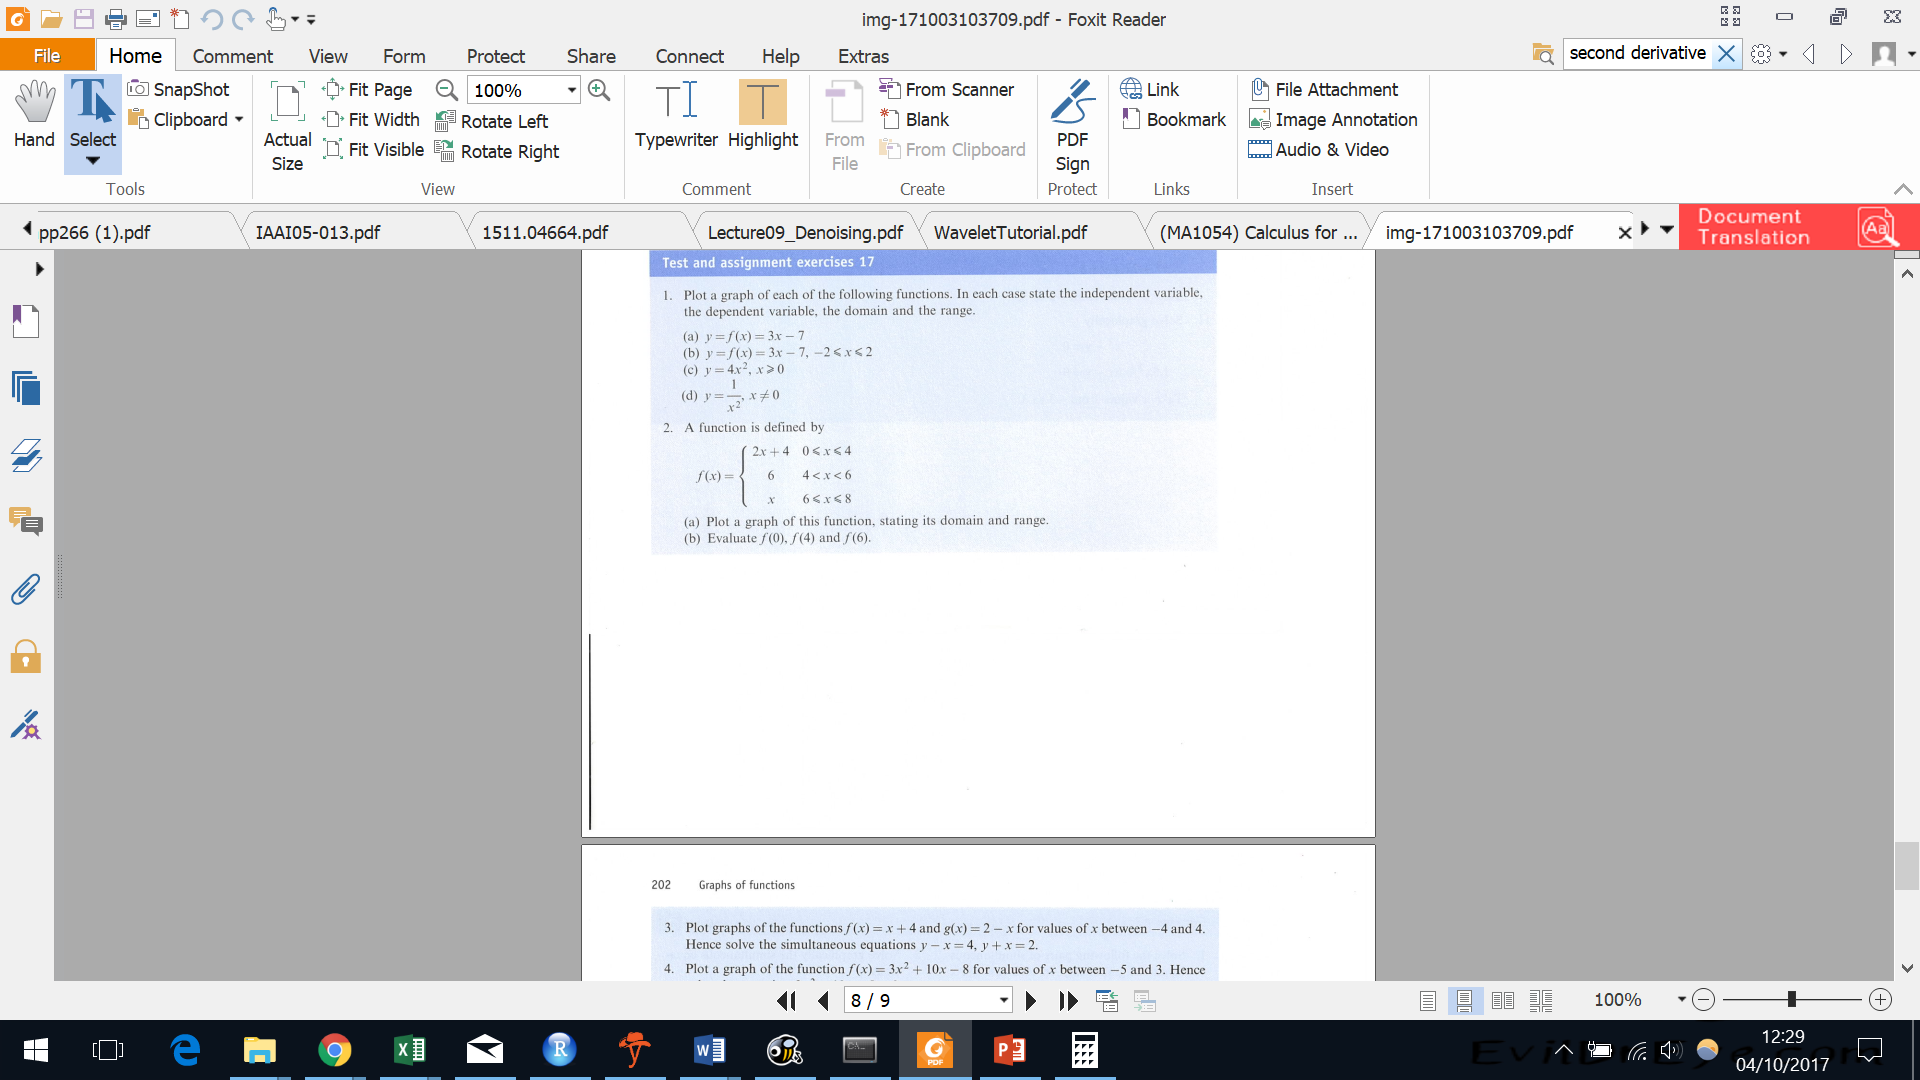 img-171003103709.pdf - Foxit Reader
File Home Comment View Form Protect Share Connect Help Extras second derivative
Hand
Select
SnapShot
Clipboard
Tools
Actual Size
Fit Page
Fit Width
Fit Visible
100%
Rotate Left
Rotate Right
View
Typewriter
Highlight
Comment
From File
From Scanner
Blank
From Clipboard
Create
PDF Sign
Protect
Link
Bookmark
Links
File Attachment
Image Annotation
Audio & Video
Insert
pp266 (1).pdf IAAI05-013.pdf 1511.04664.pdf Lecture09_Denoising.pdf WaveletTutorial.pdf (MA1054) Calculus for ... img-171003103709.pdf
Document
Translation
Test and assignment exercises 17
1. Plot a graph of each of the following functions. In each case state the independent variable,
the dependent variable, the domain and the range.
(a) y = f(x) = 3x − 7
(b) y = f(x) = 3x − 7, −2 ⩽ x ⩽ 2
(c) y = 4x², x ⩾ 0
(d) y = 1/x², x ≠ 0
2. A function is defined by
2x + 4 0 ⩽ x ⩽ 4
f(x) = { 6 4 < x < 6
x 6 ⩽ x ⩽ 8
(a) Plot a graph of this function, stating its domain and range.
(b) Evaluate f(0), f(4) and f(6).
202 Graphs of functions
3. Plot graphs of the functions f(x) = x + 4 and g(x) = 2 − x for values of x between −4 and 4.
Hence solve the simultaneous equations y − x = 4, y + x = 2.
4. Plot a graph of the function f(x) = 3x² + 10x − 8 for values of x between −5 and 3. Hence
8 / 9
100%
12:29
04/10/2017